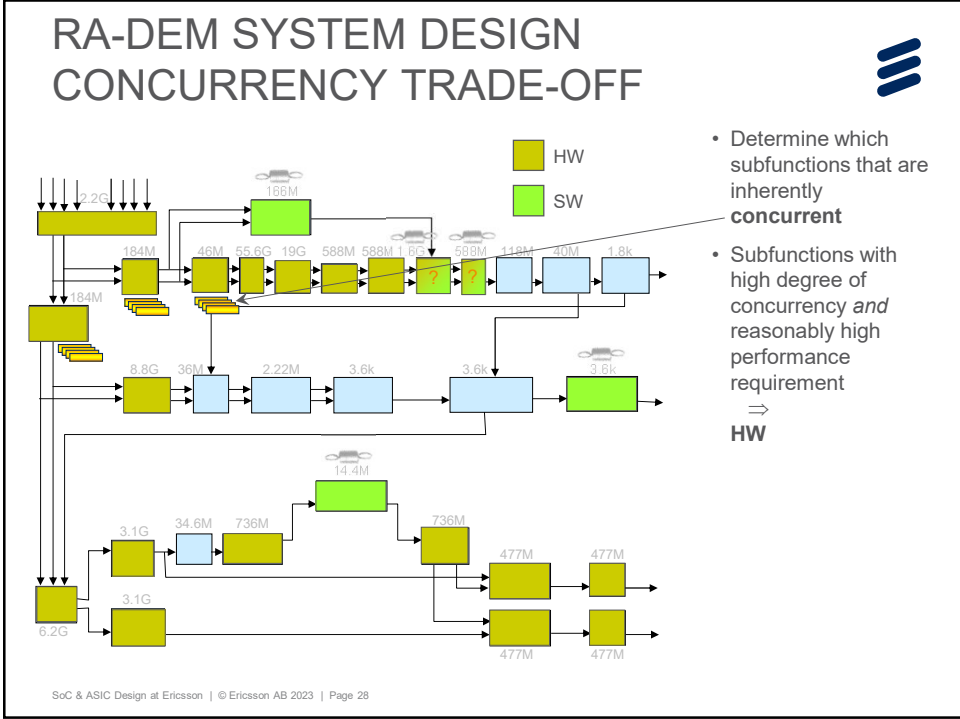 RA-DEM SYSTEM DESIGN
CONCURRENCY TRADE-OFF
HW
SW
• Determine which
subfunctions that are
inherently
concurrent
• Subfunctions with
high degree of
concurrency and
reasonably high
performance
requirement
⇒
HW
2.2G
166M
184M
46M
55.6G
19G
588M
588M
1.6G
588M
118M
40M
1.8k
?
?
184M
8.8G
36M
2.22M
3.6k
3.6k
3.6k
14.4M
3.1G
34.6M
736M
736M
477M
477M
3.1G
6.2G
477M
477M
SoC & ASIC Design at Ericsson | © Ericsson AB 2023 | Page 28